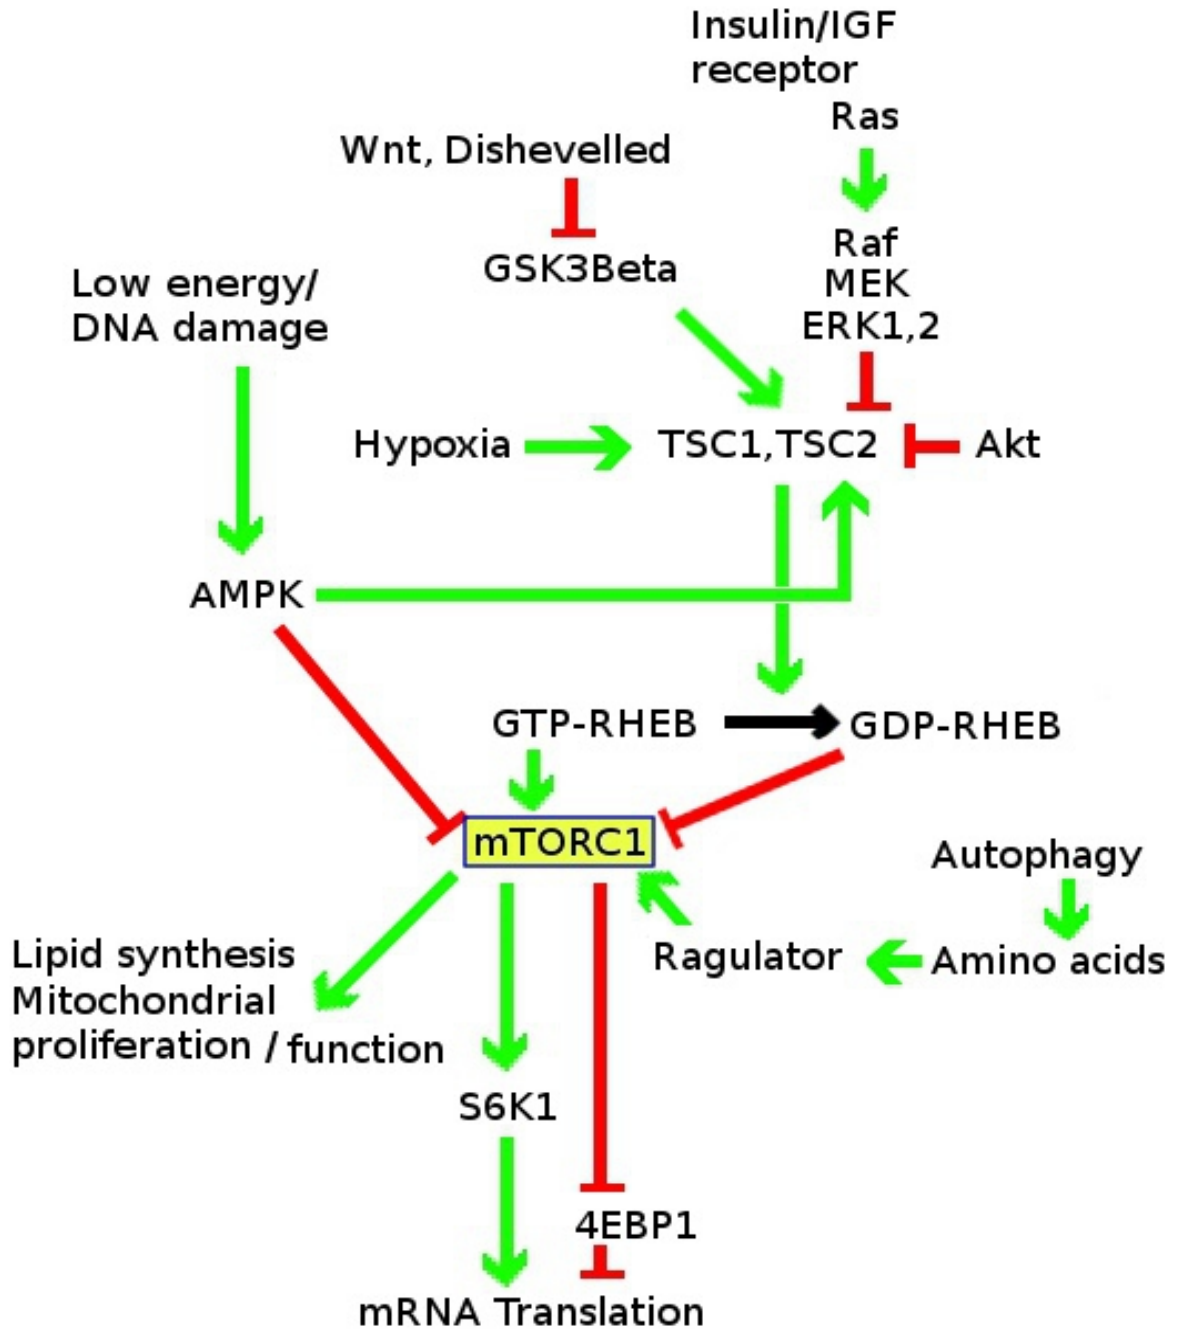 Insulin/IGF
receptor
Ras
Wnt, Dishevelled
Raf
GSK3Beta
MEK
Low energy/
DNA damage
ERK1,2
Hypoxia
TSC1,TSC2
Akt
AMPK
GTP-RHEB
GDP-RHEB
mTORC1
Autophagy
Lipid synthesis
Mitochondrial
proliferation / function
Ragulator
Amino acids
S6K1
4EBP1
mRNA Translation